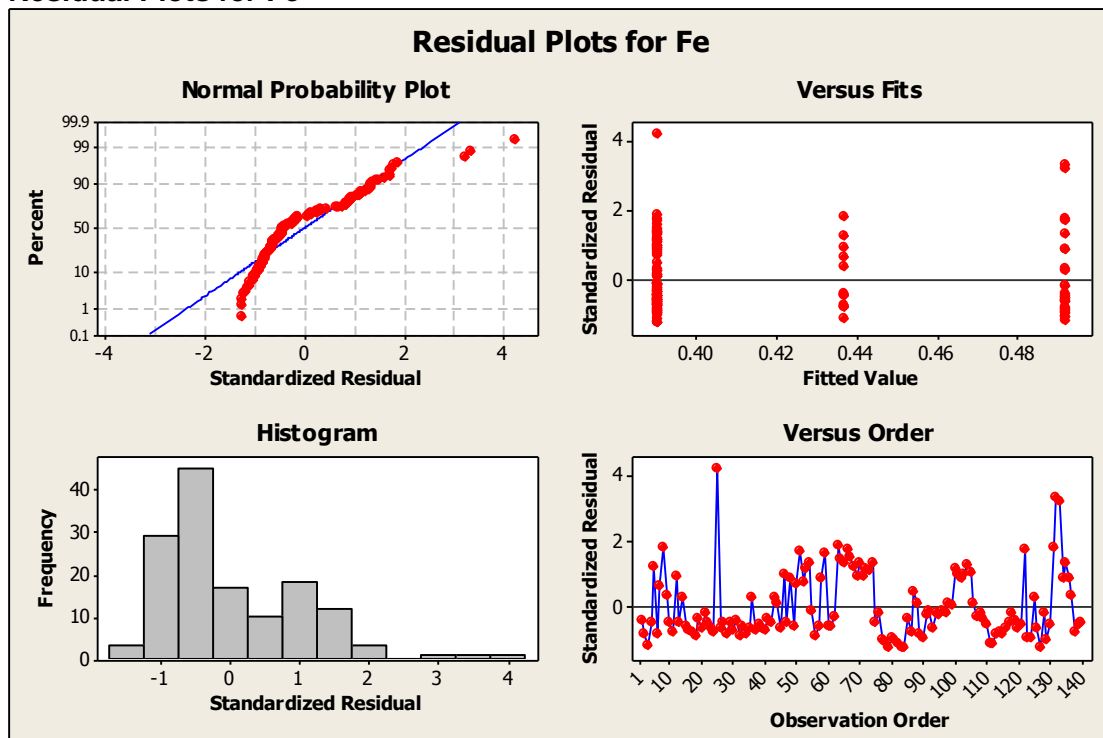 Residual Plots for Fe
Normal Probability Plot
99.9
99
90
50
10
1
0.1
Percent
-4 -2 0 2 4
Standardized Residual
Versus Fits
4
2
0
Standardized Residual
0.40 0.42 0.44 0.46 0.48
Fitted Value
Histogram
40
30
20
10
0
Frequency
-1 0 1 2 3 4
Standardized Residual
Versus Order
4
2
0
Standardized Residual
1 10 20 30 40 50 60 70 80 90 100 110 120 130 140
Observation Order